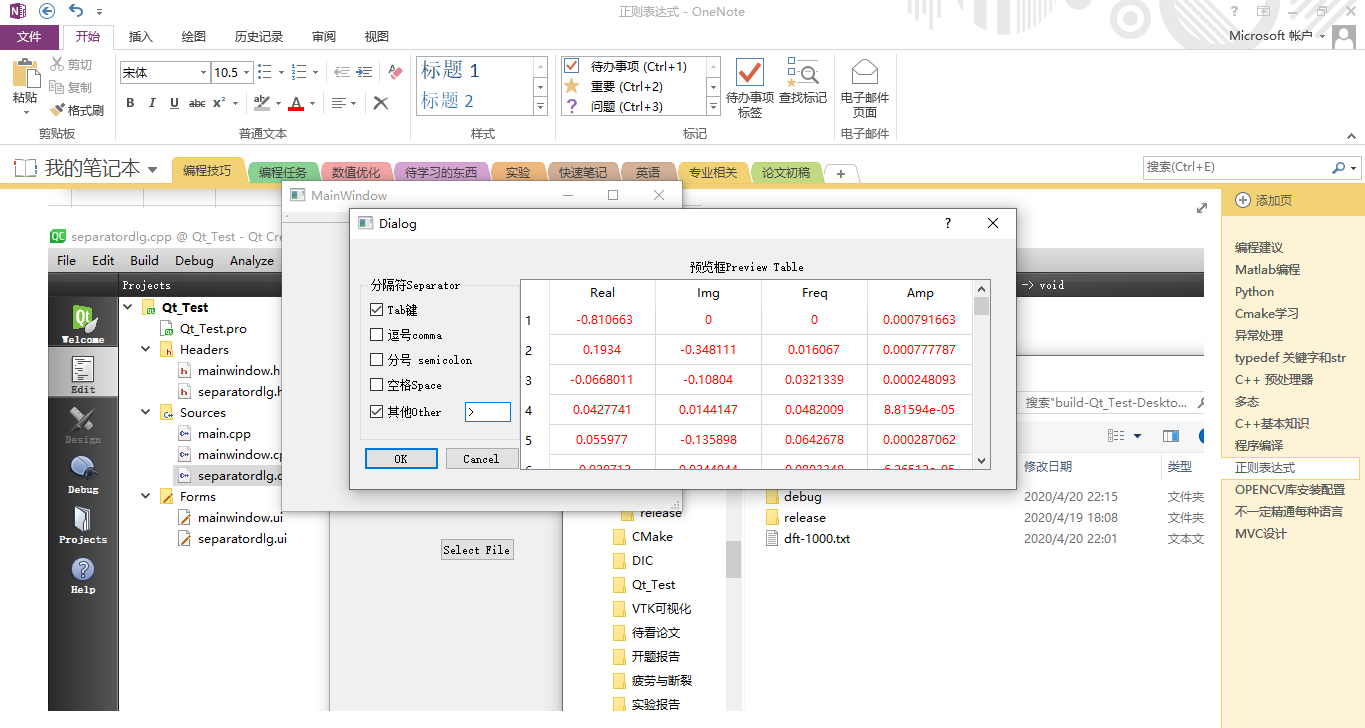 正则表达式 - OneNote
Microsoft 帐户
文件 开始 插入 绘图 历史记录 审阅 视图
粘贴
剪切
复制
格式刷
剪贴板
宋体 10.5
B I U abc x²
A
普通文本
标题 1
标题 2
样式
待办事项 (Ctrl+1)
重要 (Ctrl+2)
? 问题 (Ctrl+3)
待办事项
标签
查找标记
标记
电子邮件
页面
电子邮件
我的笔记本
编程技巧 编程任务 数值优化 待学习的东西 实验 快速笔记 英语 专业相关 论文初稿 +
搜索(Ctrl+E)
添加页
编程建议
Matlab编程
Python
Cmake学习
异常处理
typedef 关键字和str
C++ 预处理器
多态
C++基本知识
程序编译
正则表达式
OPENCV库安装配置
不一定精通每种语言
MVC设计
QC separatordlg.cpp @ Qt_Test - Qt Cre
File Edit Build Debug Analyze
Projects
Welcome
Edit
Design
Debug
Projects
Help
Qt_Test
Qt_Test.pro
Headers
mainwindow.h
separatordlg.h
Sources
main.cpp
mainwindow.cp
separatordlg.c
Forms
mainwindow.ui
separatordlg.ui
MainWindow
Select File
Dialog
?
分隔符Separator
Tab键
逗号comma
分号 semicolon
空格Space
其他Other >
OK Cancel
预览框Preview Table
Real Img Freq Amp
1 -0.810663 0 0 0.000791663
2 0.1934 -0.348111 0.016067 0.000777787
3 -0.0668011 -0.10804 0.0321339 0.000248093
4 0.0427741 0.0144147 0.0482009 8.81594e-05
5 0.055977 -0.135898 0.0642678 0.000287062
-> void
搜索"build-Qt_Test-Deskto...
修改日期 类型
debug 2020/4/20 22:15 文件夹
release 2020/4/19 18:08 文件夹
dft-1000.txt 2020/4/20 22:01 文本文
release
CMake
DIC
Qt_Test
VTK可视化
待看论文
开题报告
疲劳与断裂
实验报告